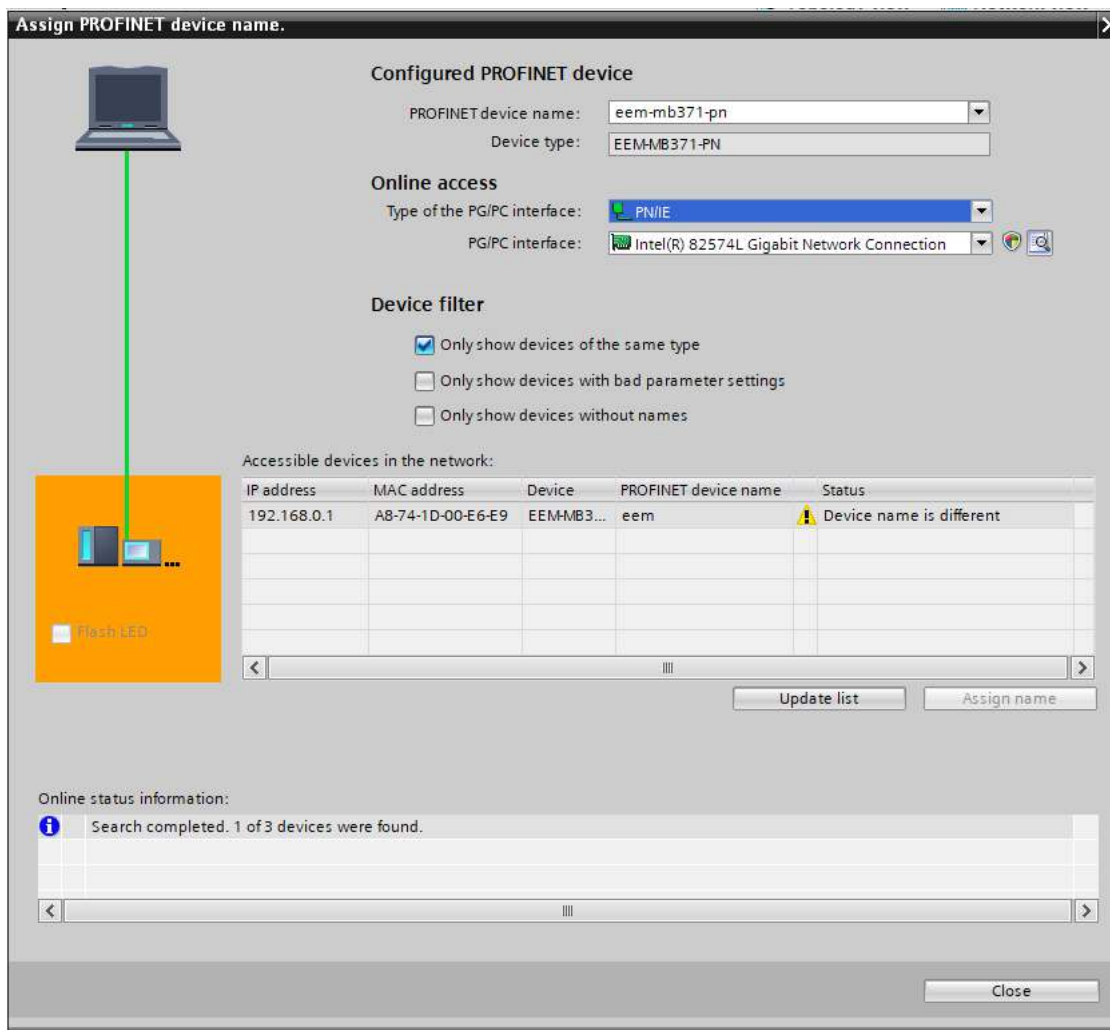 Assign PROFINET device name.
Configured PROFINET device
PROFINET device name: eem-mb371-pn
Device type: EEM-MB371-PN
Online access
Type of the PG/PC interface: PN/IE
PG/PC interface: Intel(R) 82574L Gigabit Network Connection
Device filter
Only show devices of the same type
Only show devices with bad parameter settings
Only show devices without names
Accessible devices in the network:
IP address MAC address Device PROFINET device name Status
192.168.0.1 A8-74-1D-00-E6-E9 EEM-MB3... eem Device name is different
Flash LED
Update list Assign name
Online status information:
Search completed. 1 of 3 devices were found.
Close